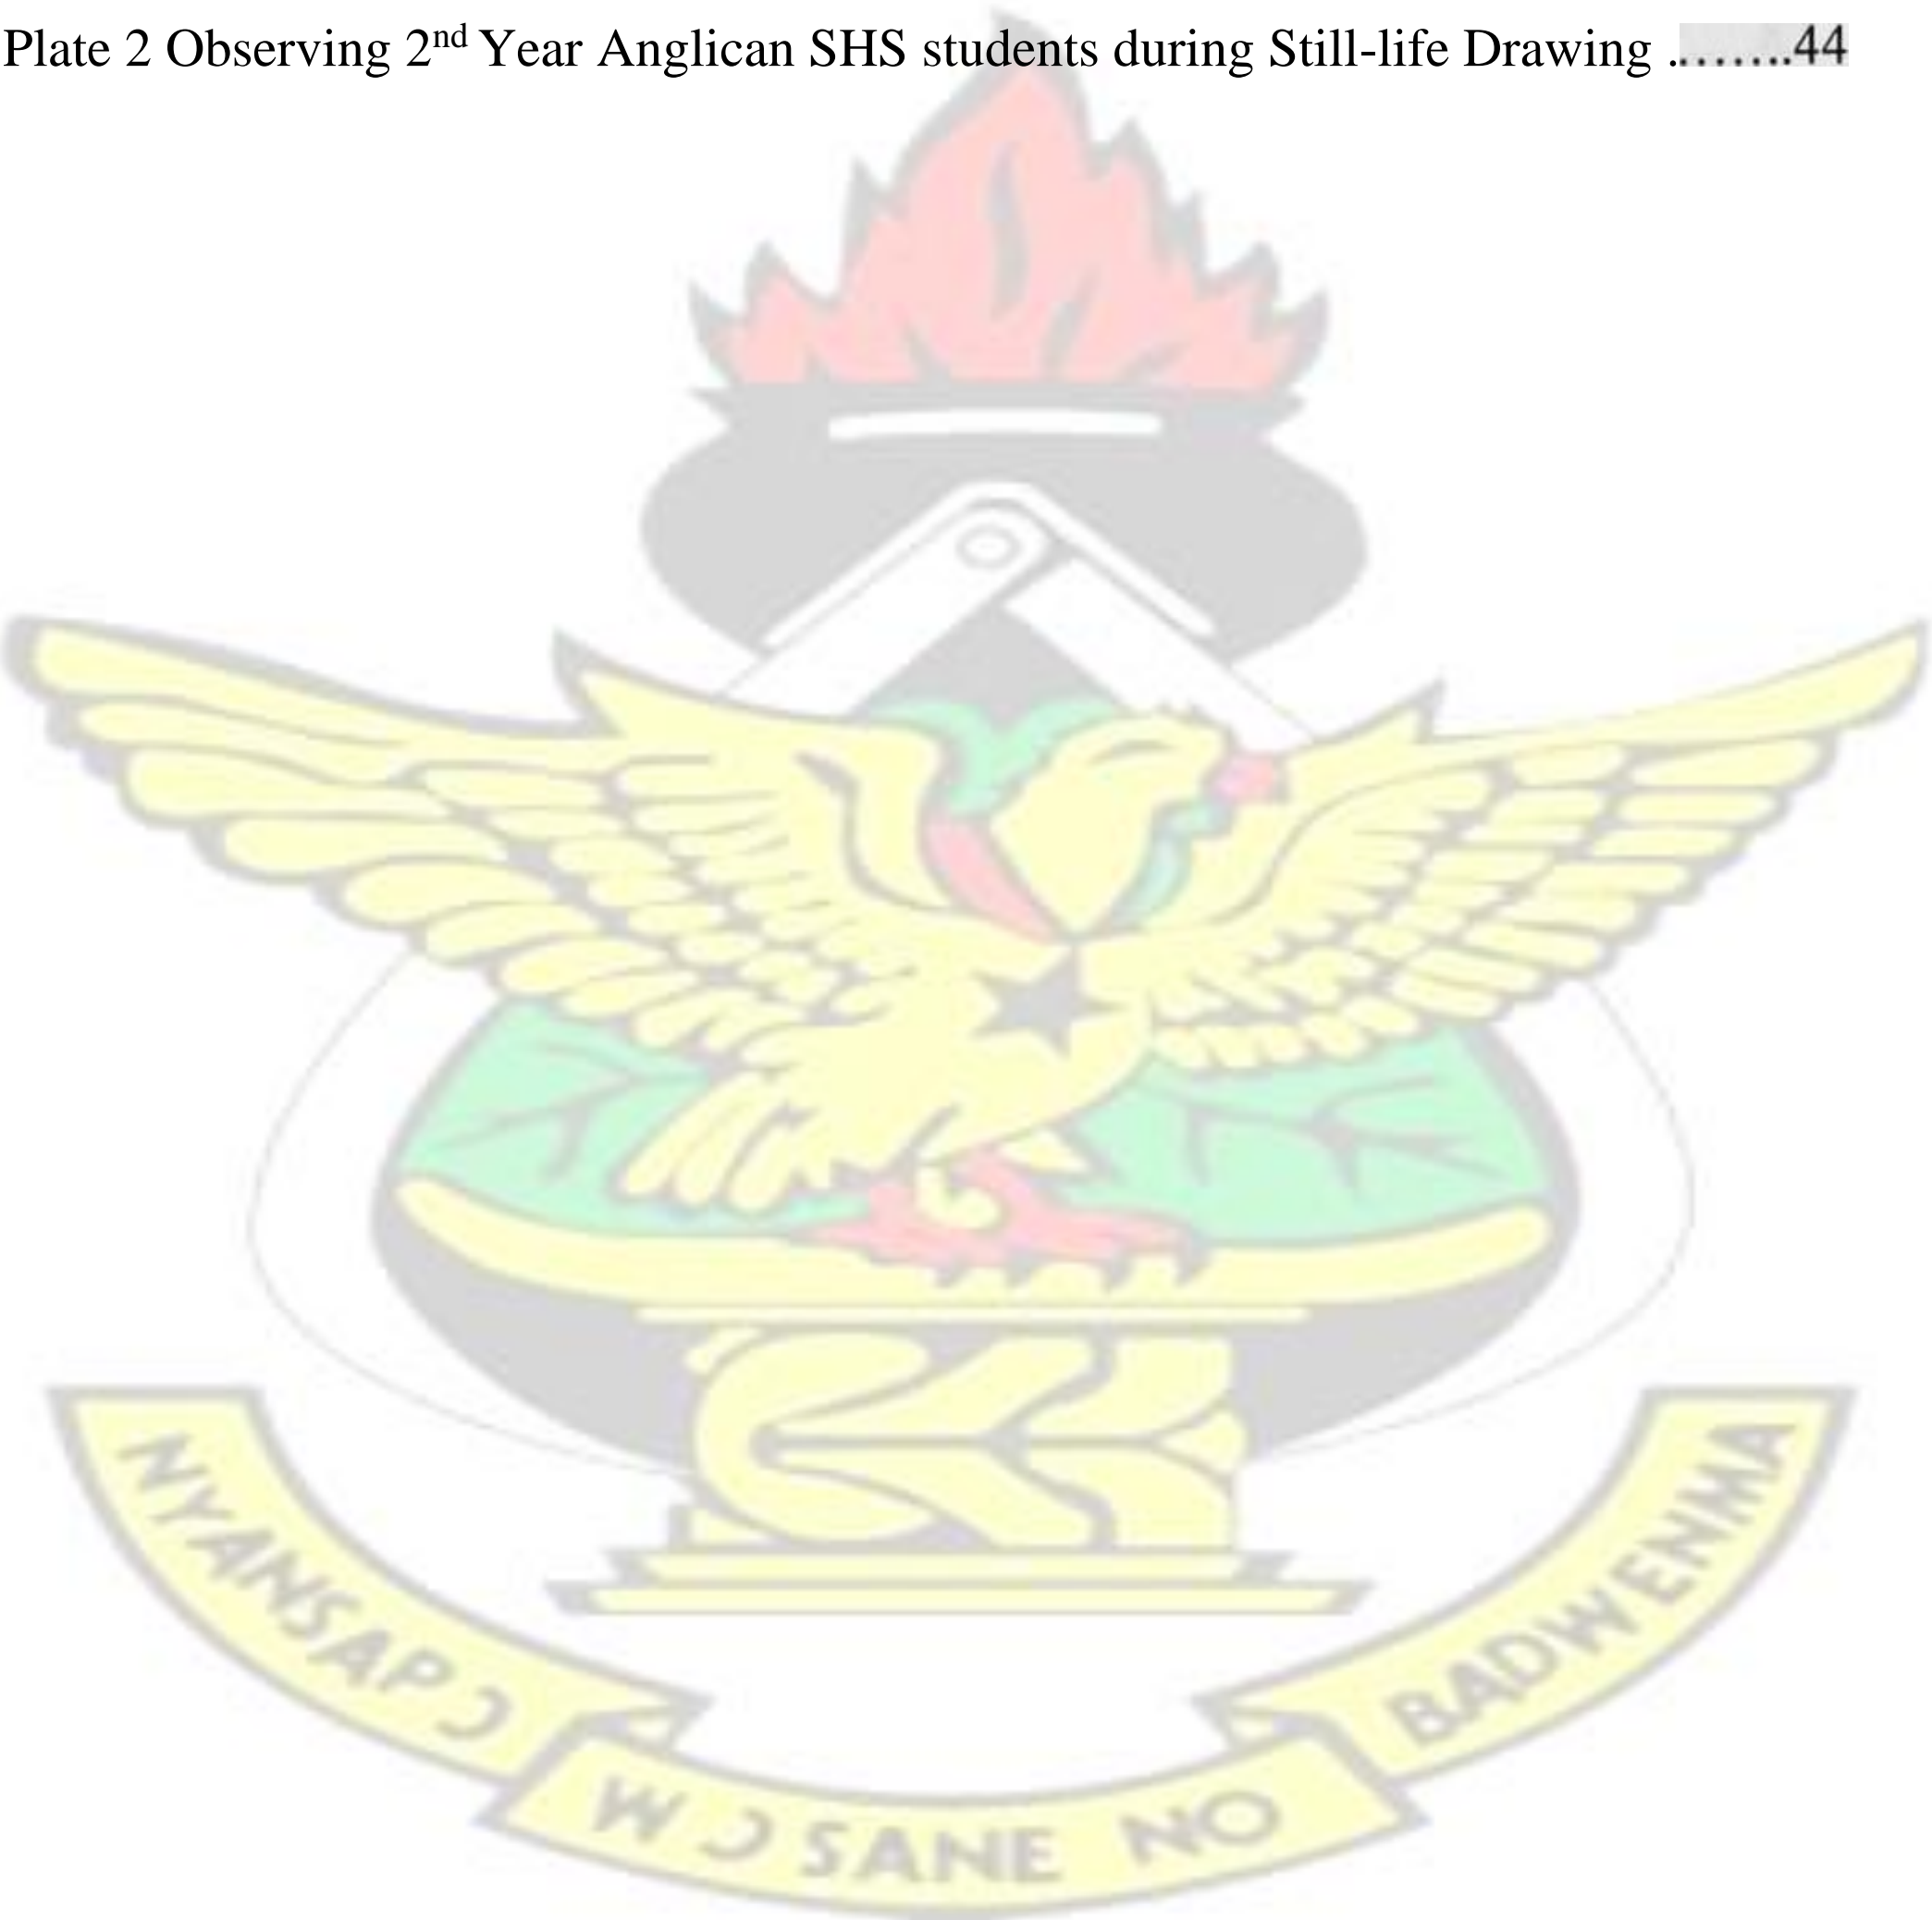 Plate 2 Observing 2nd Year Anglican SHS students during Still-life Drawing ........44
NYANSAPƆ
WƆSANE NO
BADWENMA